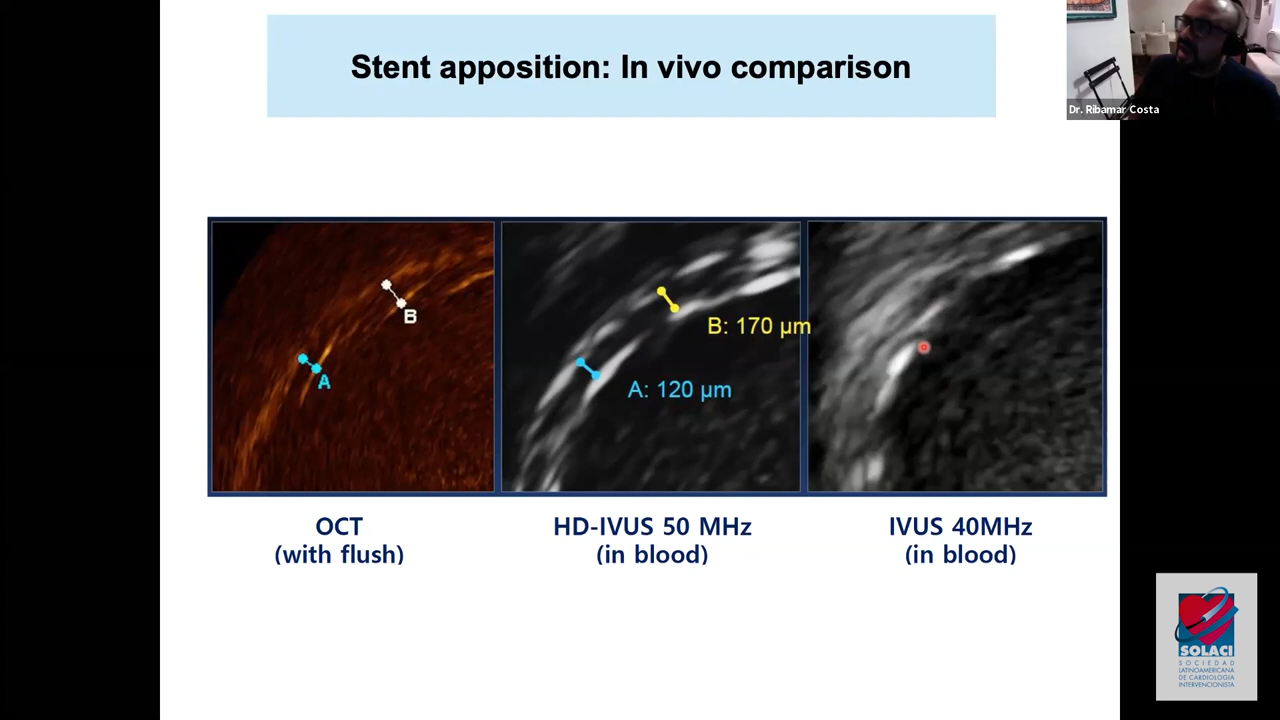 Stent apposition: In vivo comparison
Dr. Ribamar Costa
B
A
B: 170 µm
A: 120 µm
OCT
(with flush)
HD-IVUS 50 MHz
(in blood)
IVUS 40MHz
(in blood)
SOLACI
SOCIEDAD
LATINOAMERICANA
DE CARDIOLOGIA
INTERVENCIONISTA